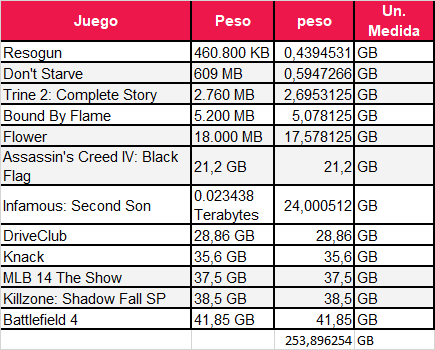 Juego Peso peso Un. Medida
Resogun 460.800 KB 0,4394531 GB
Don't Starve 609 MB 0,5947266 GB
Trine 2: Complete Story 2.760 MB 2,6953125 GB
Bound By Flame 5.200 MB 5,078125 GB
Flower 18.000 MB 17,578125 GB
Assassin's Creed IV: Black Flag 21,2 GB 21,2 GB
Infamous: Second Son 0.023438 Terabytes 24,000512 GB
DriveClub 28,86 GB 28,86 GB
Knack 35,6 GB 35,6 GB
MLB 14 The Show 37,5 GB 37,5 GB
Killzone: Shadow Fall SP 38,5 GB 38,5 GB
Battlefield 4 41,85 GB 41,85 GB
253,896254 GB